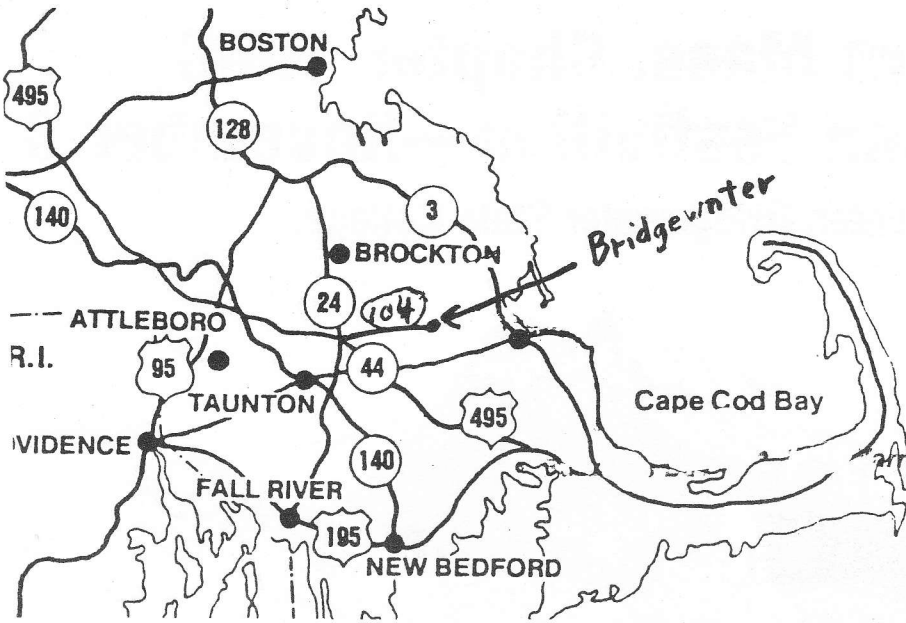 BOSTON
495
128
140
3
Bridgewater
BROCKTON
24
104
ATTLEBORO
R.I.
95
44
TAUNTON
Cape Cod Bay
495
OVIDENCE
140
FALL RIVER
195
NEW BEDFORD